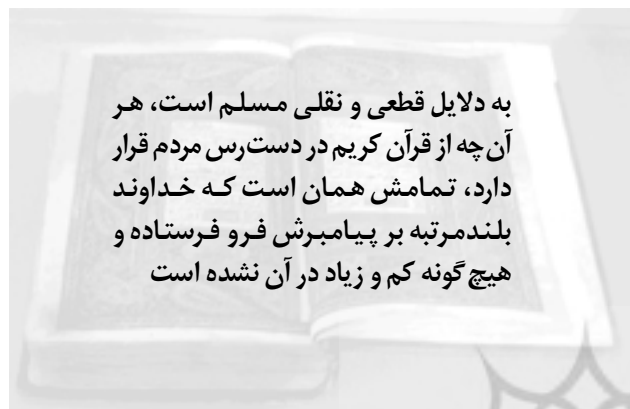 به دلایل قطعی و نقلی مسلم است، هر
آن‌چه از قرآن کریم در دست‌رس مردم قرار
دارد، تمامش همان است که خداوند
بلندمرتبه بر پیامبرش فرو فرستاده و
هیچ‌گونه کم و زیاد در آن نشده است